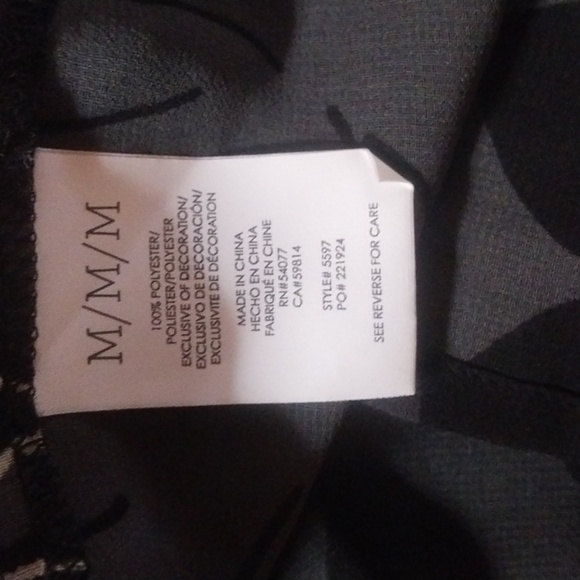 M/M/M
100% POLYESTER/
POLIESTER/POLYESTER
EXCLUSIVE OF DECORATION/
EXCLUSIVO DE DECORACIÓN/
EXCLUSIVITE DE DÉCORATION
MADE IN CHINA
HECHO EN CHINA
FABRIQUÉ EN CHINE
RN#54077
CA#59814
STYLE# 5597
PO# 221924
SEE REVERSE FOR CARE